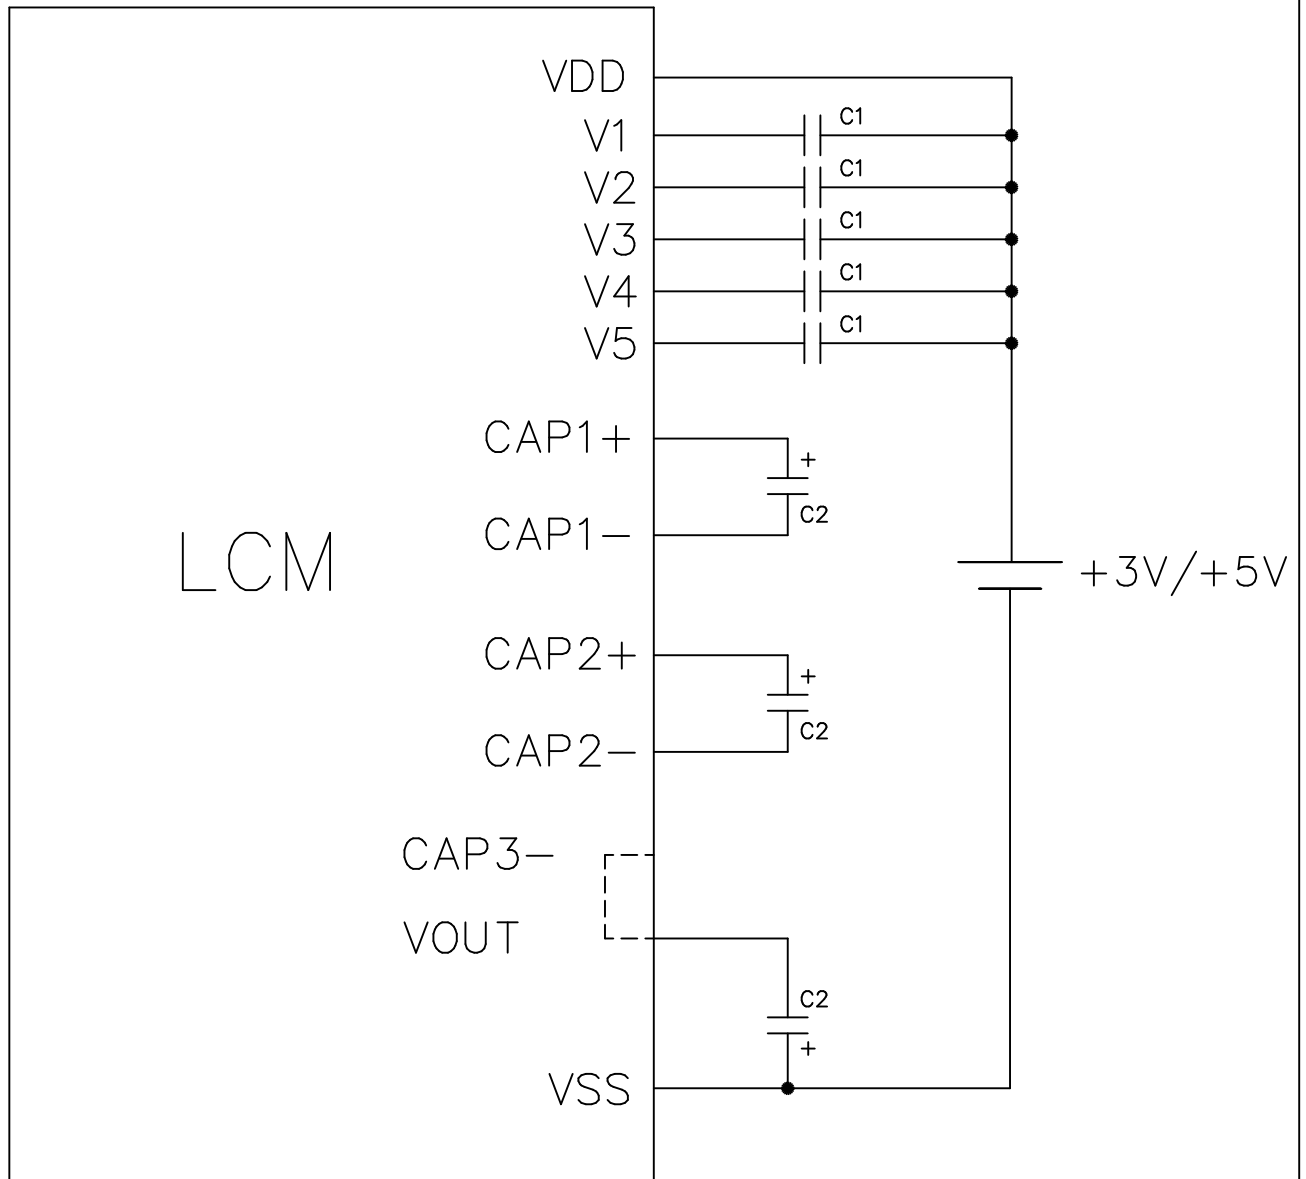 VDD
C1
V1
C1
V2
C1
V3
C1
V4
C1
V5
CAP1+
+
C2
CAP1-
LCM
+3V/+5V
CAP2+
+
C2
CAP2-
CAP3-
VOUT
C2
+
VSS